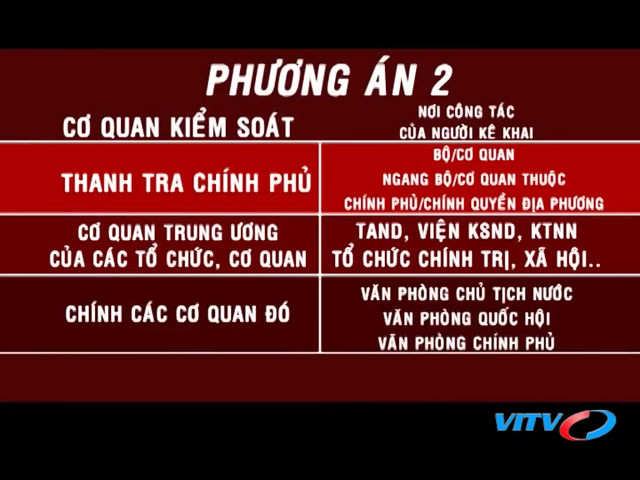 PHƯƠNG ÁN 2
CƠ QUAN KIỂM SOÁT
NƠI CÔNG TÁC
CỦA NGƯỜI KÊ KHAI
THANH TRA CHÍNH PHỦ
BỘ/CƠ QUAN
NGANG BỘ/CƠ QUAN THUỘC
CHÍNH PHỦ/CHÍNH QUYỀN ĐỊA PHƯƠNG
CƠ QUAN TRUNG ƯƠNG
CỦA CÁC TỔ CHỨC, CƠ QUAN
TAND, VIỆN KSND, KTNN
TỔ CHỨC CHÍNH TRỊ, XÃ HỘI..
CHÍNH CÁC CƠ QUAN ĐÓ
VĂN PHÒNG CHỦ TỊCH NƯỚC
VĂN PHÒNG QUỐC HỘI
VĂN PHÒNG CHÍNH PHỦ
VITV